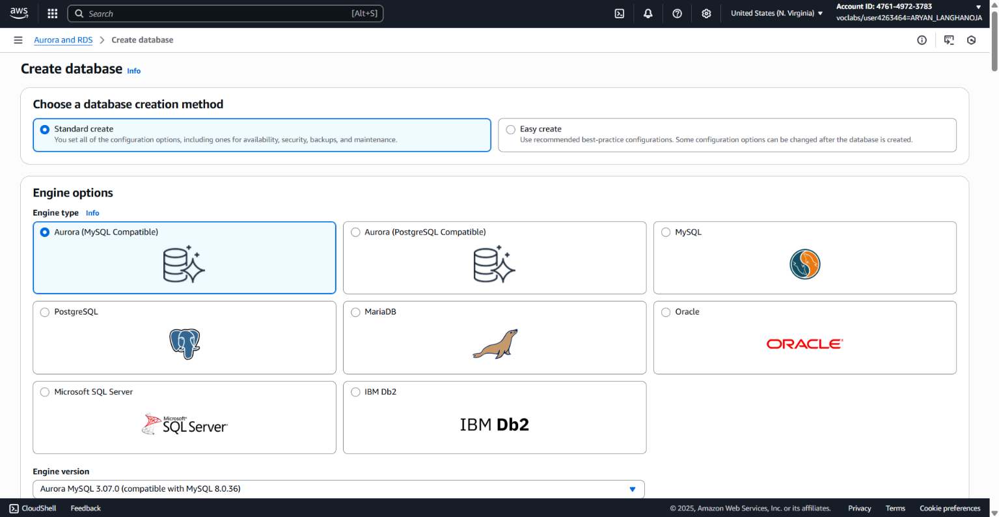 aws
Search [Alt+S]
United States (N. Virginia)
Account ID: 4761-4972-3783
voclabs/user4263464=ARYAN_LANGHANOJA
Aurora and RDS > Create database
Create database Info
Choose a database creation method
Standard create
You set all of the configuration options, including ones for availability, security, backups, and maintenance.
Easy create
Use recommended best-practice configurations. Some configuration options can be changed after the database is created.
Engine options
Engine type Info
Aurora (MySQL Compatible)
Aurora (PostgreSQL Compatible)
MySQL
PostgreSQL
MariaDB
Oracle
ORACLE
Microsoft SQL Server
Microsoft®
SQL Server
IBM Db2
IBM Db2
Engine version
Aurora MySQL 3.07.0 (compatible with MySQL 8.0.36)
CloudShell Feedback © 2025, Amazon Web Services, Inc. or its affiliates. Privacy Terms Cookie preferences